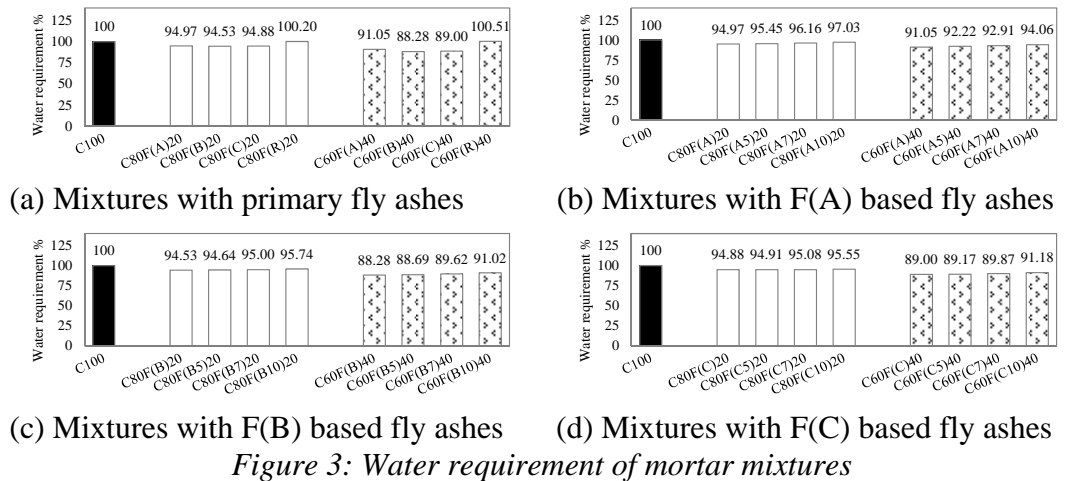 Water requirement %
125
100
75
50
25
0
100
94.97 94.53 94.88 100.20
91.05 88.28 89.00 100.51
C100
C80F(A)20
C80F(B)20
C80F(C)20
C80F(R)20
C60F(A)40
C60F(B)40
C60F(C)40
C60F(R)40
(a) Mixtures with primary fly ashes
Water requirement %
125
100
75
50
25
0
100
94.97 95.45 96.16 97.03
91.05 92.22 92.91 94.06
C100
C80F(A)20
C80F(A5)20
C80F(A7)20
C80F(A10)20
C60F(A)40
C60F(A5)40
C60F(A7)40
C60F(A10)40
(b) Mixtures with F(A) based fly ashes
Water requirement %
125
100
75
50
25
0
100
94.53 94.64 95.00 95.74
88.28 88.69 89.62 91.02
C100
C80F(B)20
C80F(B5)20
C80F(B7)20
C80F(B10)20
C60F(B)40
C60F(B5)40
C60F(B7)40
C60F(B10)40
(c) Mixtures with F(B) based fly ashes
Water requirement %
125
100
75
50
25
0
100
94.88 94.91 95.08 95.55
89.00 89.17 89.87 91.18
C100
C80F(C)20
C80F(C5)20
C80F(C7)20
C80F(C10)20
C60F(C)40
C60F(C5)40
C60F(C7)40
C60F(C10)40
(d) Mixtures with F(C) based fly ashes
Figure 3: Water requirement of mortar mixtures